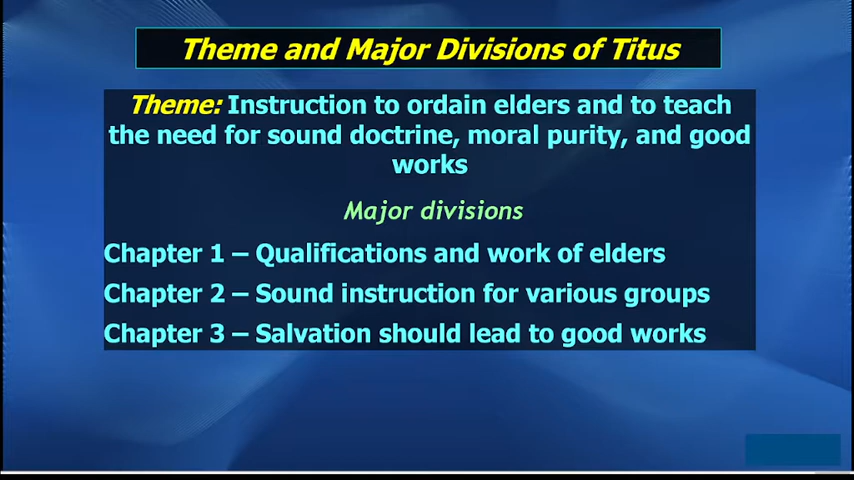 Theme and Major Divisions of Titus
Theme: Instruction to ordain elders and to teach
the need for sound doctrine, moral purity, and good
works
Major divisions
Chapter 1 – Qualifications and work of elders
Chapter 2 – Sound instruction for various groups
Chapter 3 – Salvation should lead to good works